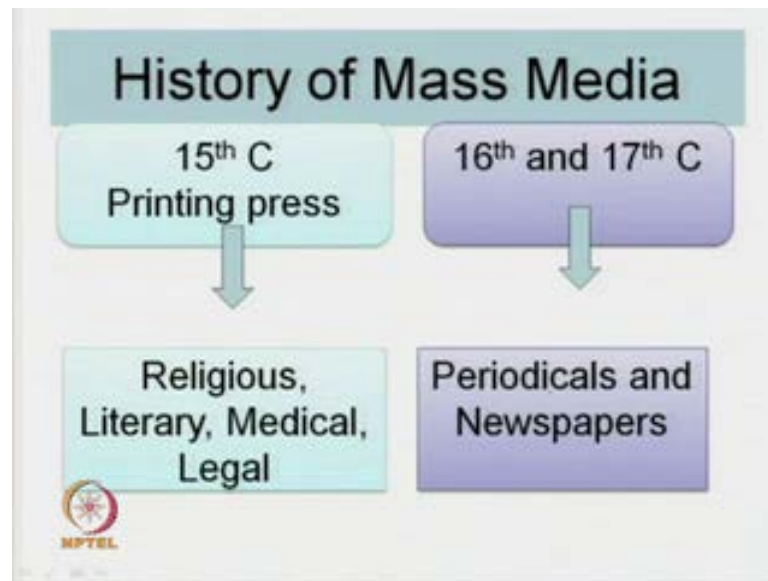 History of Mass Media
15th C
Printing press
16th and 17th C
Religious,
Literary, Medical,
Legal
Periodicals and
Newspapers
NPTEL